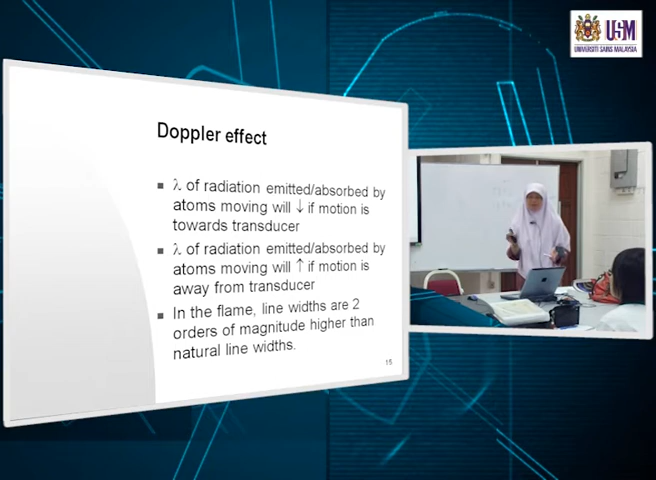 USM
UNIVERSITI SAINS MALAYSIA
Doppler effect
λ of radiation emitted/absorbed by
atoms moving will ↓ if motion is
towards transducer
λ of radiation emitted/absorbed by
atoms moving will ↑ if motion is
away from transducer
In the flame, line widths are 2
orders of magnitude higher than
natural line widths.
15